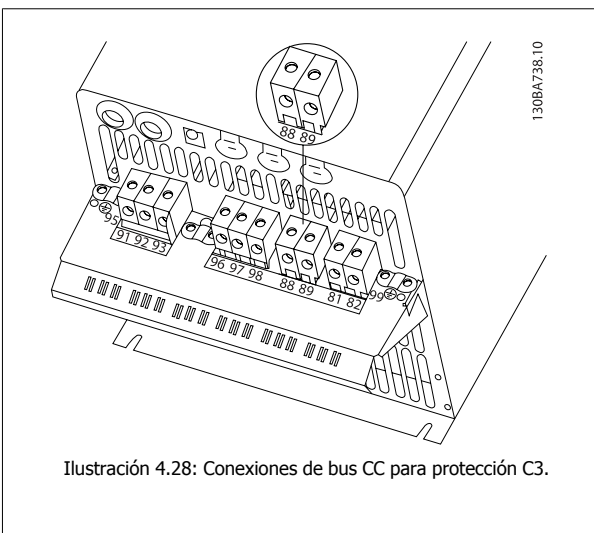 130BA738.10
88 89
95
91 92 93
96 97 98
88 89
81 82
99
Ilustración 4.28: Conexiones de bus CC para protección C3.